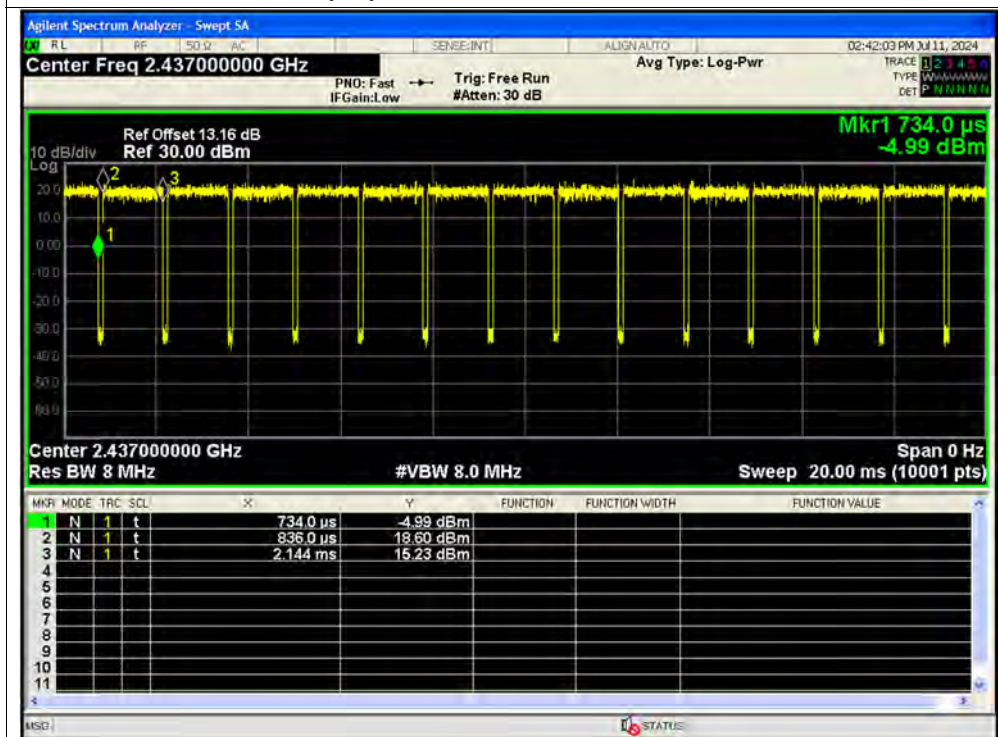 Agilent Spectrum Analyzer - Swept SA
RL RF 50 Ω AC SENSE:INT ALIGN AUTO 02:42:03 PM Jul 11, 2024
Center Freq 2.437000000 GHz
PNO: Fast Trig: Free Run Avg Type: Log-Pwr TRACE 1 2 3 4 5 6
IFGain:Low #Atten: 30 dB TYPE W
DET P N N N N N
Mkr1 734.0 µs
-4.99 dBm
Ref Offset 13.16 dB
10 dB/div Ref 30.00 dBm
Log
2
3
20.0
10.0
1
0.00
-10.0
-20.0
-30.0
-40.0
-50.0
-60.0
Center 2.437000000 GHz Span 0 Hz
Res BW 8 MHz #VBW 8.0 MHz Sweep 20.00 ms (10001 pts)
MKR MODE TRC SCL X Y FUNCTION FUNCTION WIDTH FUNCTION VALUE
1 N 1 t 734.0 µs -4.99 dBm
2 N 1 t 836.0 µs 18.60 dBm
3 N 1 t 2.144 ms 15.23 dBm
4
5
6
7
8
9
10
11
MSG STATUS